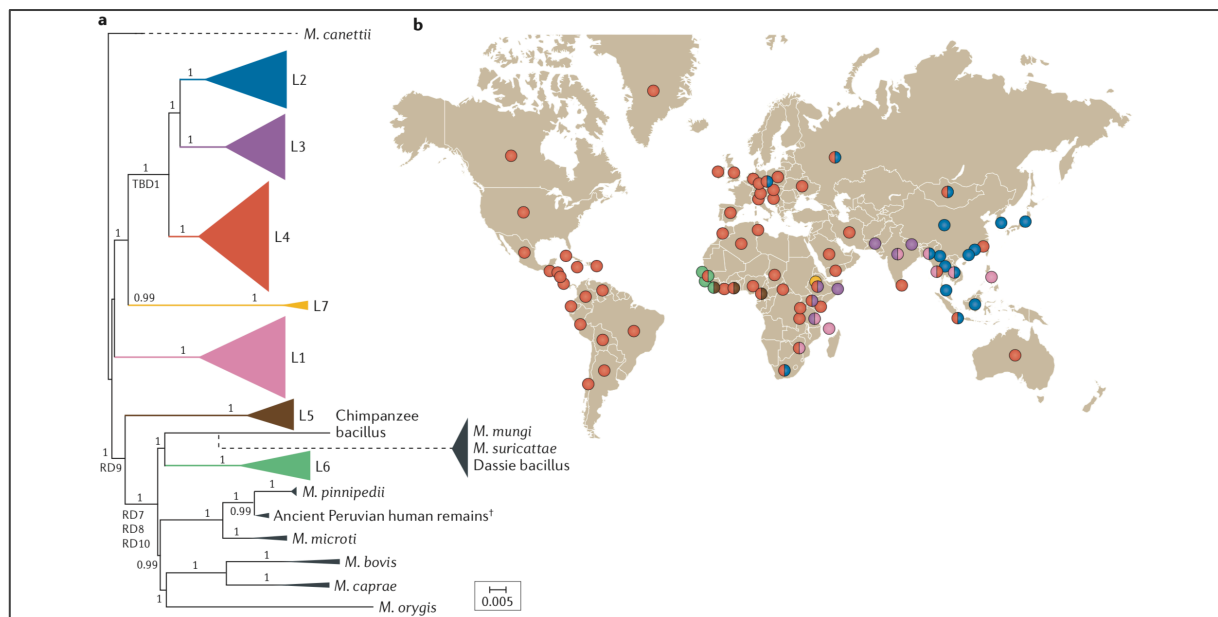 a
b
M. canettii
1
L2
1
1
L3
1
TBD1
1
L4
1
0.99
1
L7
1
L1
1
L5
Chimpanzee
bacillus
M. mungi
M. suricattae
Dassie bacillus
1
RD9
1
1
L6
1
RD7
RD8
RD10
1
M. pinnipedii
1
0.99
Ancient Peruvian human remains†
1
M. microti
0.99
1
1
M. bovis
1
M. caprae
1
M. orygis
0.005